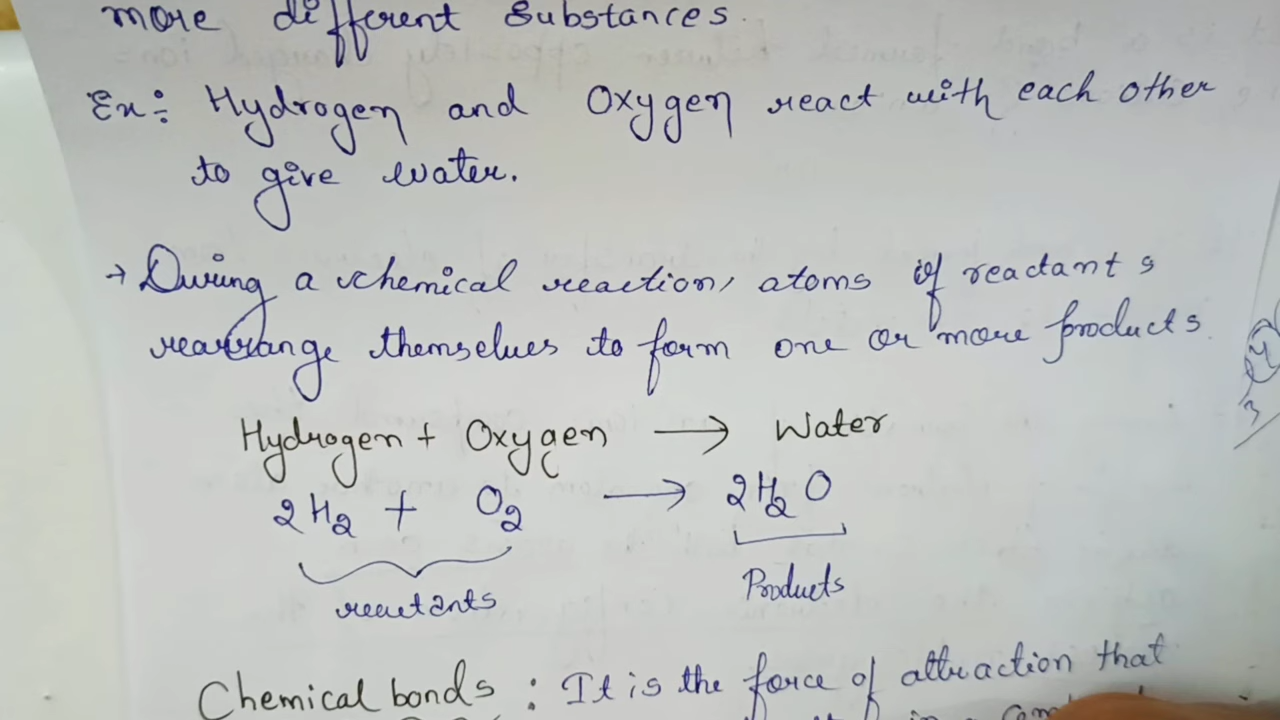 more different substances.
Ex:- Hydrogen and Oxygen react with each other
to give water.
→ During a chemical reaction, atoms of reactants
rearrange themselves to form one or more products.
Hydrogen + Oxygen → Water
2H₂ + O₂ → 2H₂O
reactants
Products
Chemical bonds : It is the force of attraction that
in a